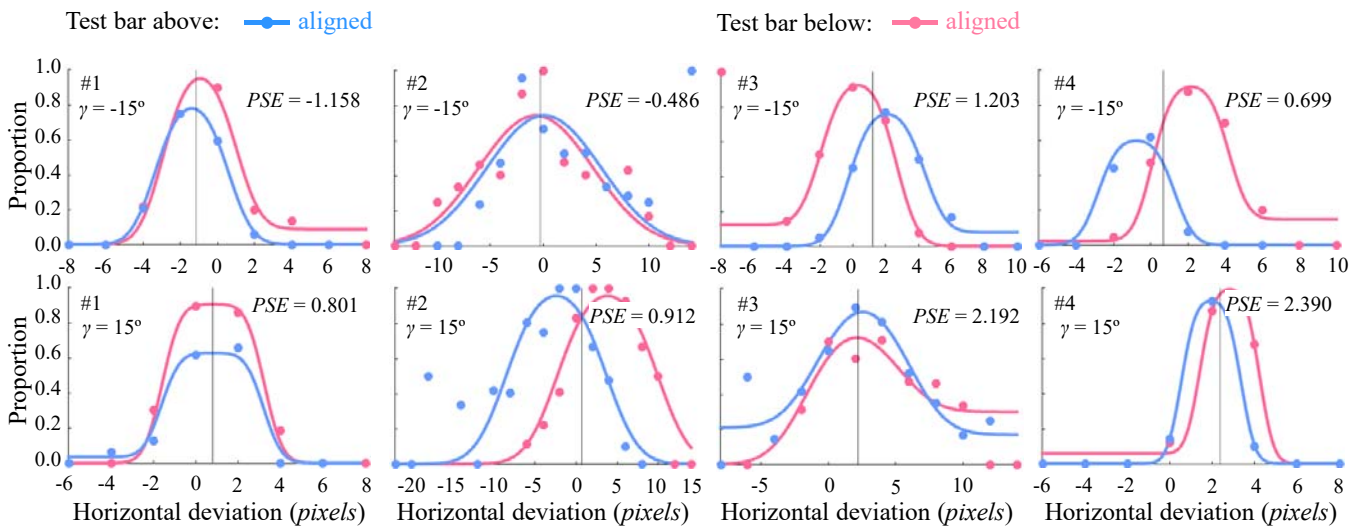 Test bar above: aligned Test bar below: aligned
Proportion
1.0 0.8 0.6 0.4 0.2 0.0
#1
γ = -15º
PSE = -1.158
-8 -6 -4 -2 0 2 4 6 8
#2
γ = -15º
PSE = -0.486
-10 -5 0 5 10
#3
γ = -15º
PSE = 1.203
-8 -6 -4 -2 0 2 4 6 8 10
#4
γ = -15º
PSE = 0.699
-6 -4 -2 0 2 4 6 8 10
Proportion
1.0 0.8 0.6 0.4 0.2 0.0
#1
γ = 15º
PSE = 0.801
-6 -4 -2 0 2 4 6 8
Horizontal deviation (pixels)
#2
γ = 15º
PSE = 0.912
-20 -15 -10 -5 0 5 10 15
Horizontal deviation (pixels)
#3
γ = 15º
PSE = 2.192
-5 0 5 10
Horizontal deviation (pixels)
#4
γ = 15º
PSE = 2.390
-6 -4 -2 0 2 4 6 8
Horizontal deviation (pixels)